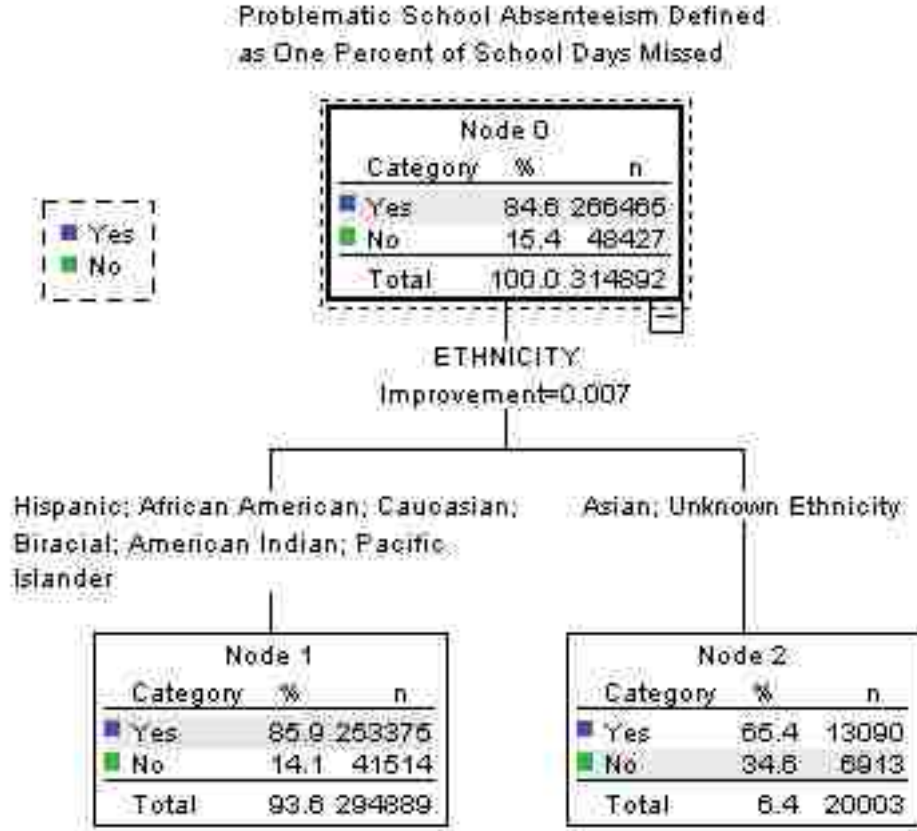 Problematic School Absenteeism Defined
as One Percent of School Days Missed
Node 0
Category % n
Yes 84.6 266465
No 15.4 48427
Total 100.0 314892
Yes
No
ETHNICITY
Improvement=0.007
Hispanic; African American; Caucasian;
Biracial; American Indian; Pacific
Islander
Asian; Unknown Ethnicity
Node 1
Category % n
Yes 85.9 253375
No 14.1 41514
Total 93.6 294889
Node 2
Category % n
Yes 65.4 13090
No 34.6 6913
Total 6.4 20003